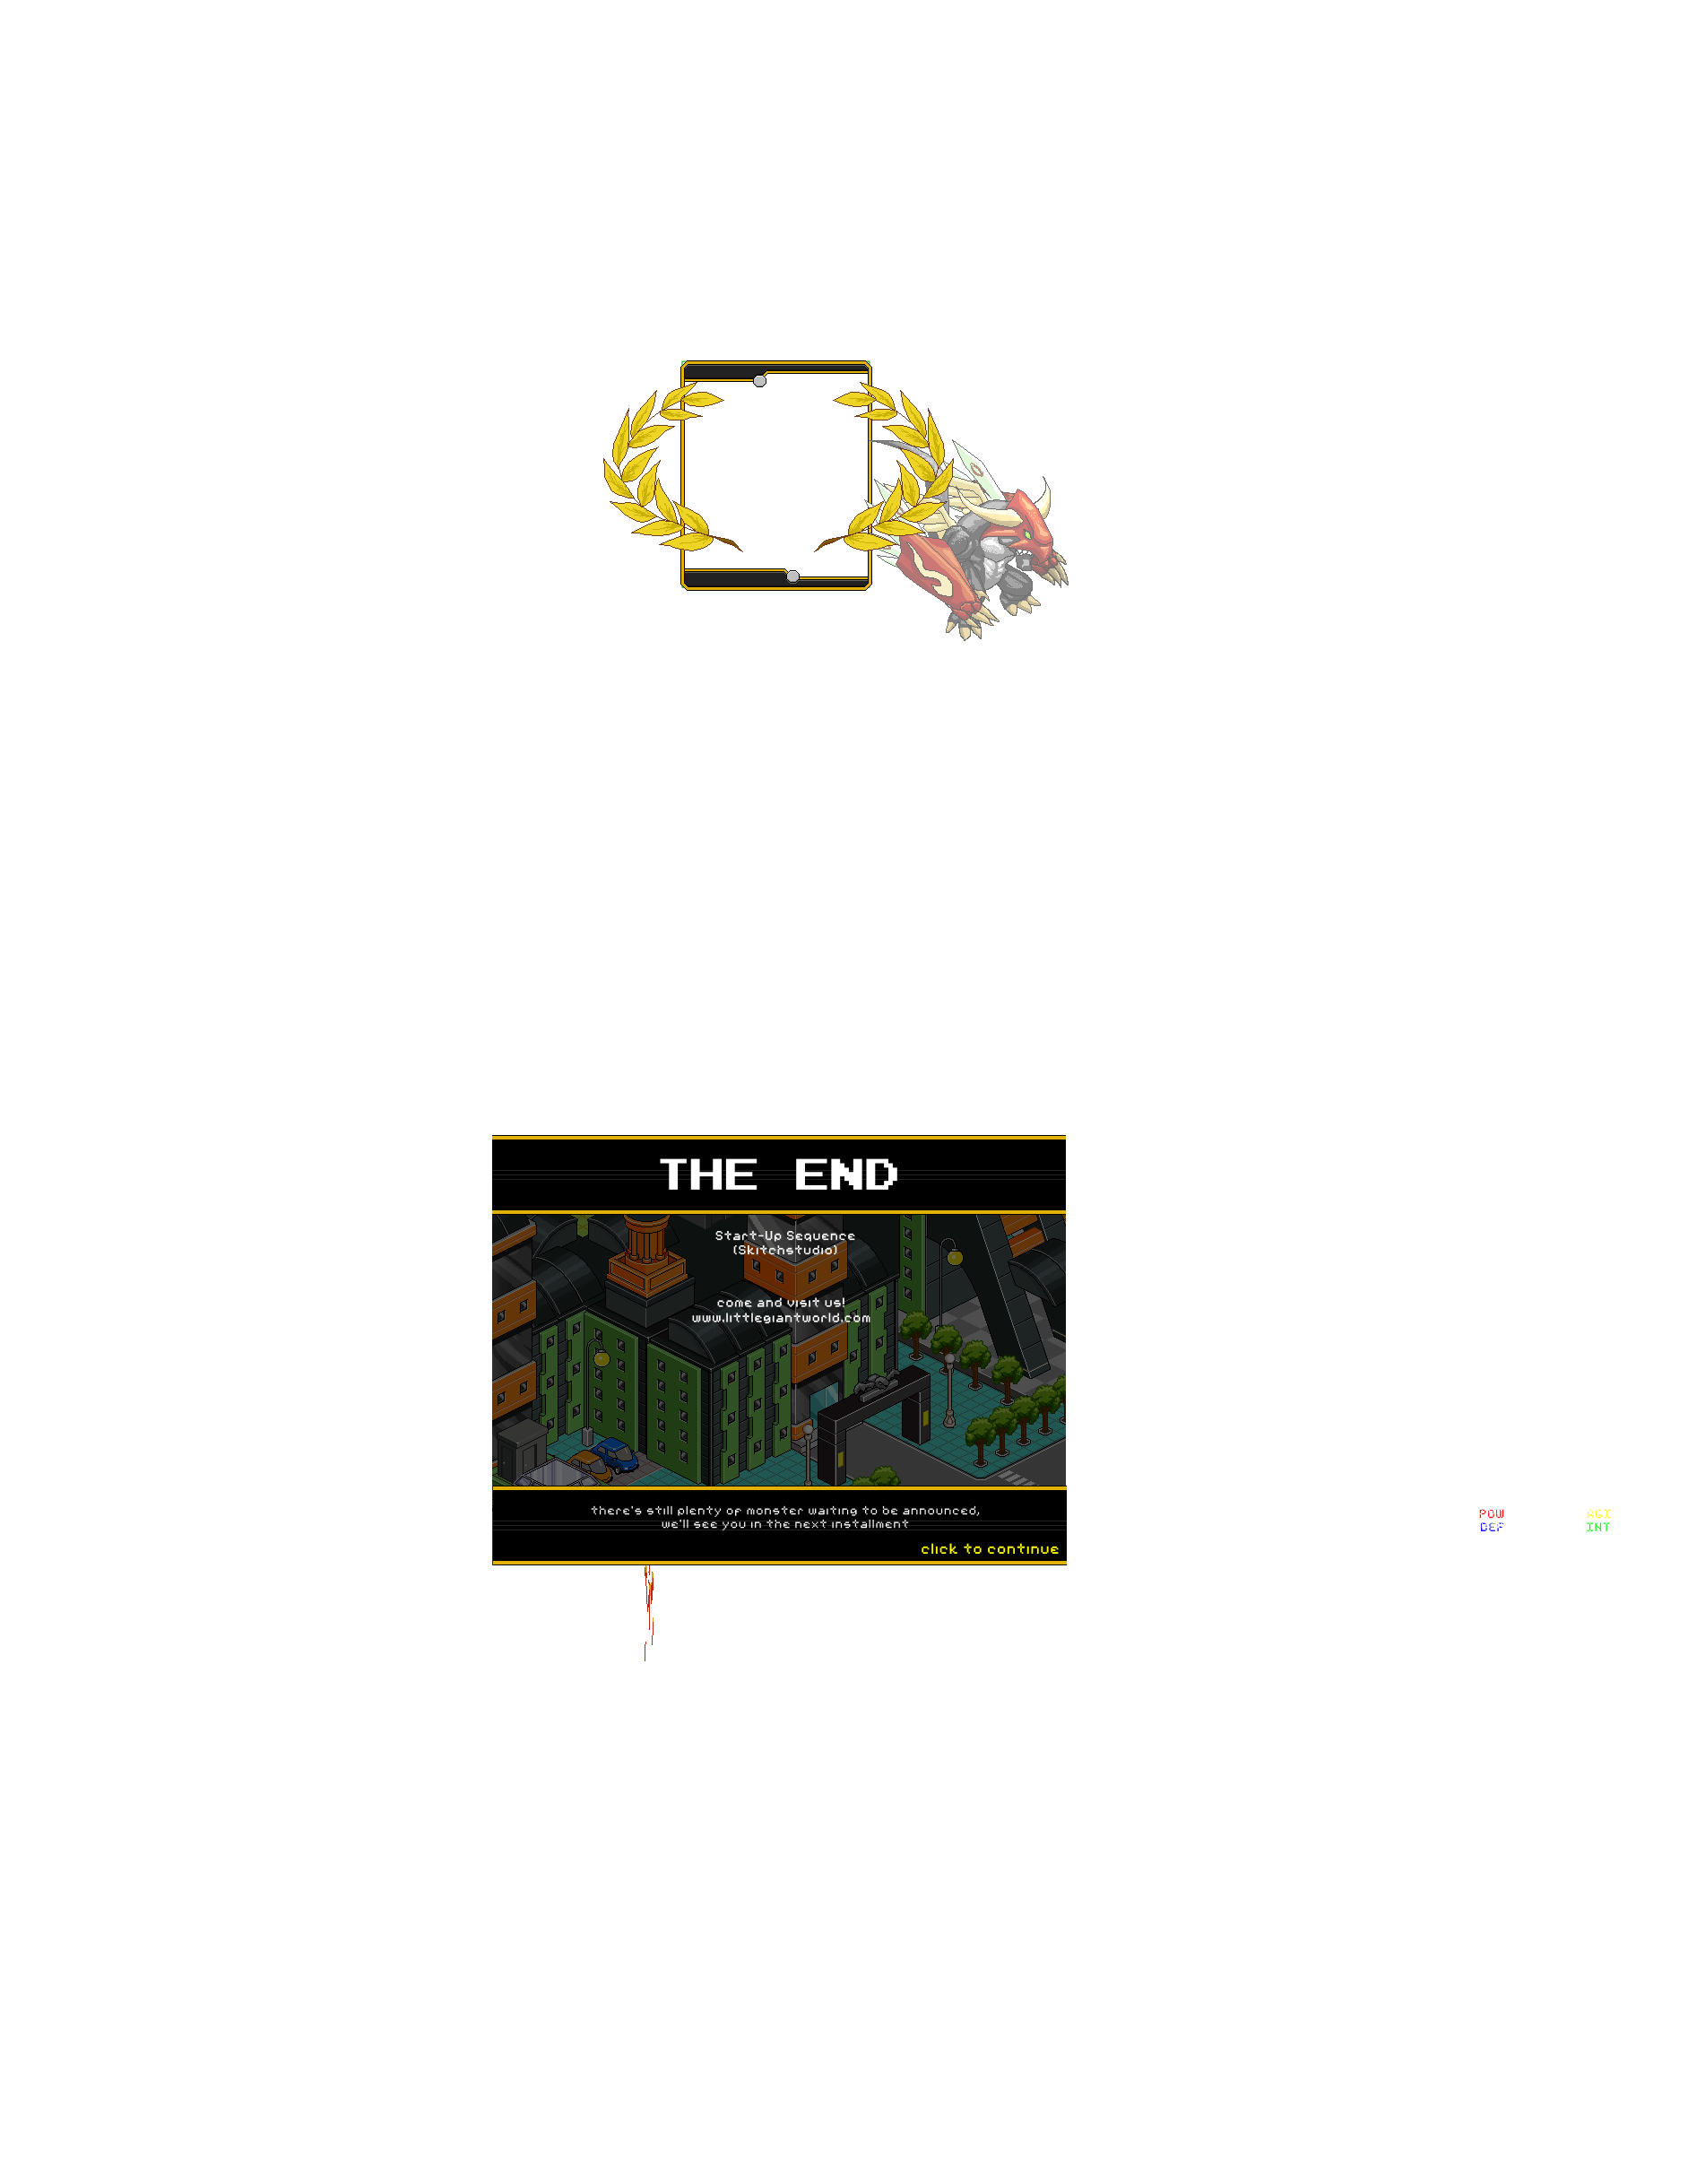 THE END
Start-Up Sequence
(Skitchstudio)
come and visit us!
www.littlegiantworld.com
there's still plenty of monster waiting to be announced,
we'll see you in the next installment
click to continue
POW AGI
DEF INT